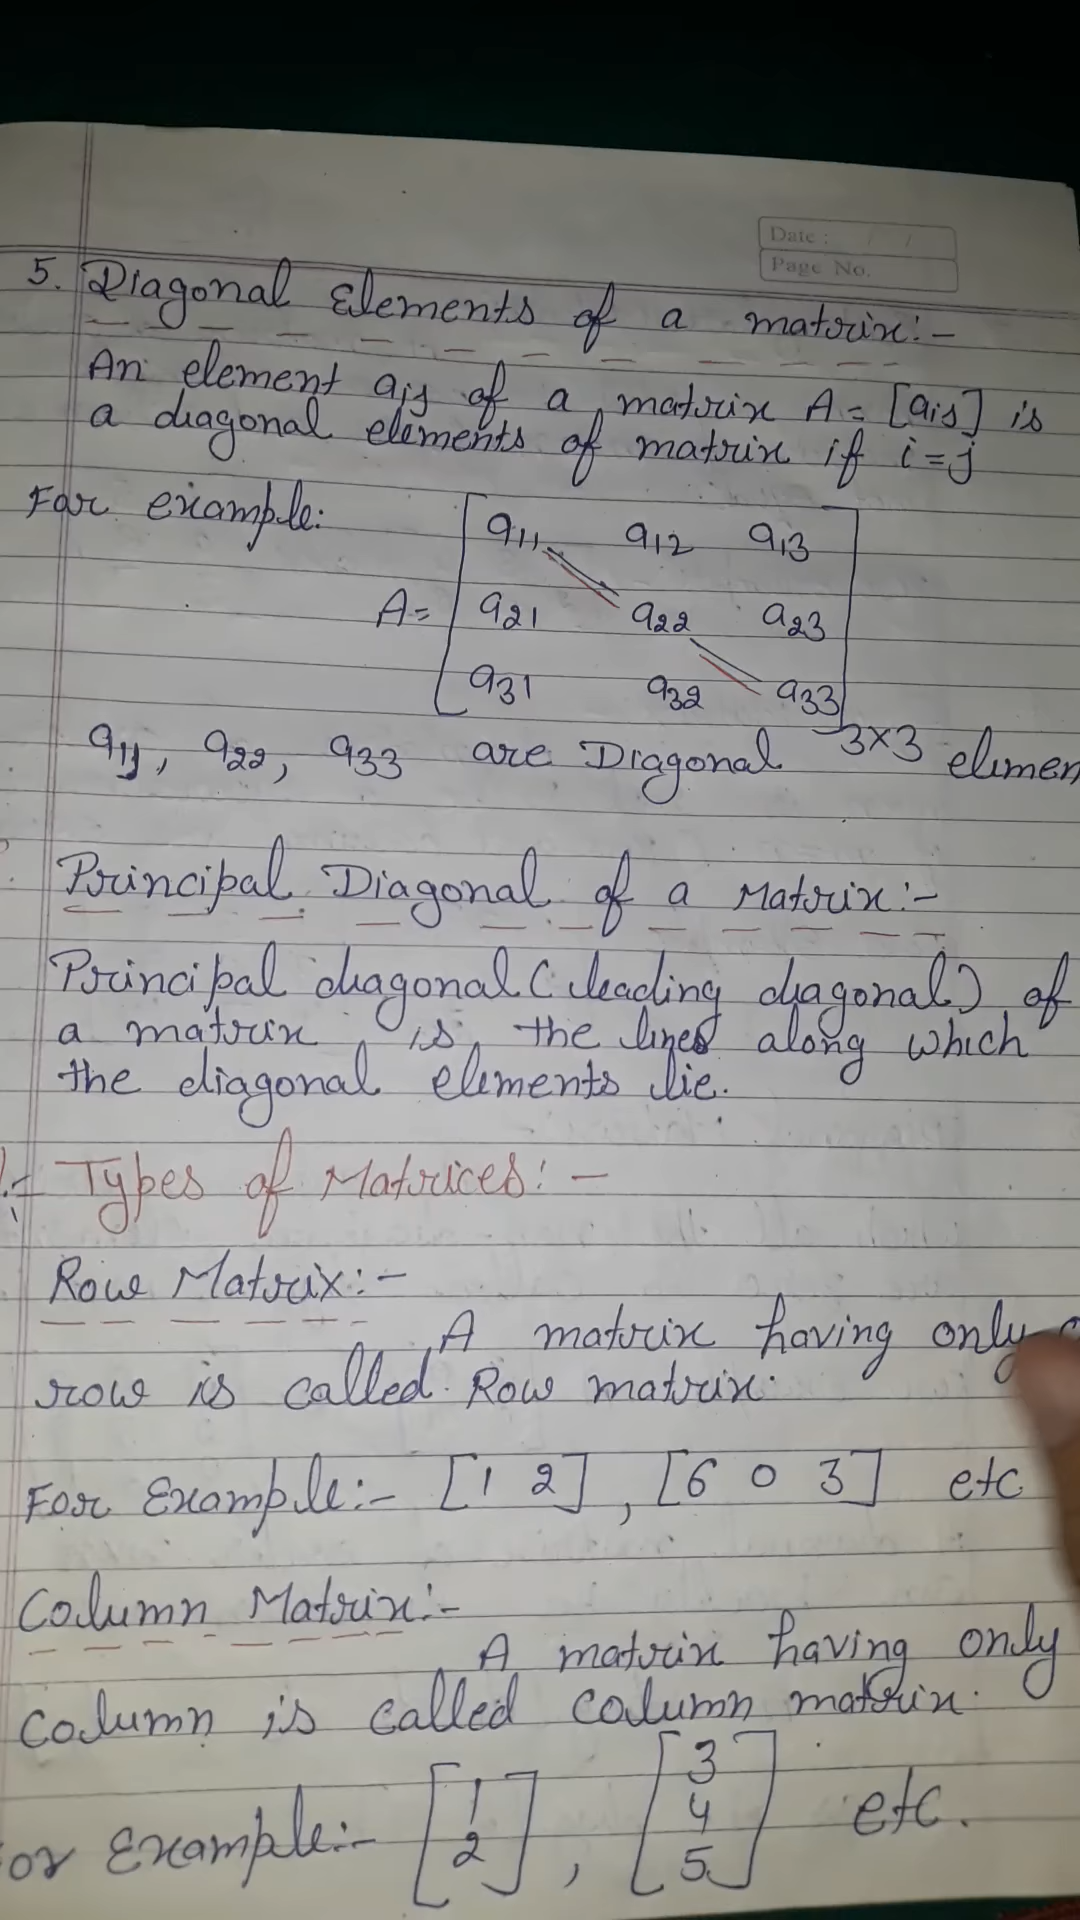 Date : / /
Page No.
5. Diagonal Elements of a matrix:-
An element aij of a matrix A = [aij] is
a diagonal elements of matrix if i=j
For example:
a11 a12 a13
A= a21 a22 a23
a31 a32 a33
3×3
a11, a22, a33 are Diagonal elemen
Principal Diagonal of a Matrix:-
Principal diagonal (leading diagonal) of
a matrix is the lines along which
the diagonal elements lie.
Types of Matrices:-
Row Matrix:-
A matrix having only
row is called Row matrix.
For Example:- [1 2] , [6 0 3] etc
Column Matrix:-
A matrix having only
Column is called Column matrix.
or Example:- [1 2] , [3 4 5] etc.